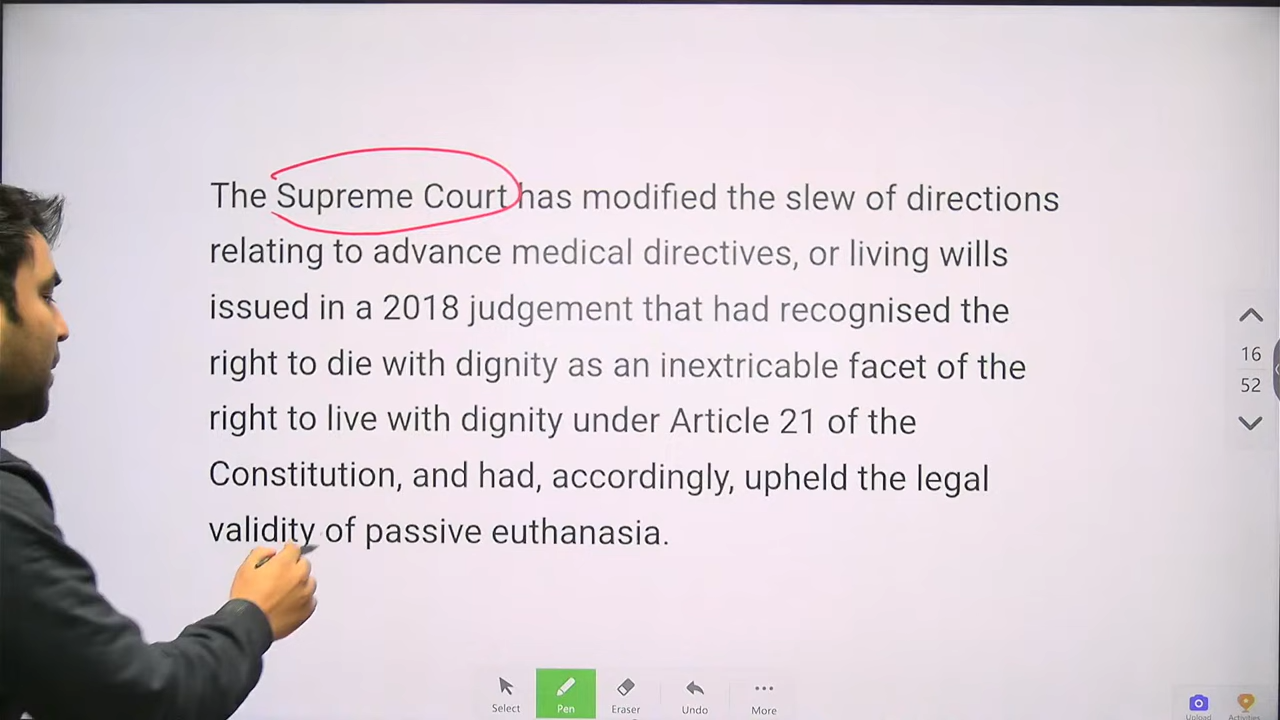 The Supreme Court has modified the slew of directions
relating to advance medical directives, or living wills
issued in a 2018 judgement that had recognised the
right to die with dignity as an inextricable facet of the
right to live with dignity under Article 21 of the
Constitution, and had, accordingly, upheld the legal
validity of passive euthanasia.
16
52
Select
Pen
Eraser
Undo
More
Upload
Activities